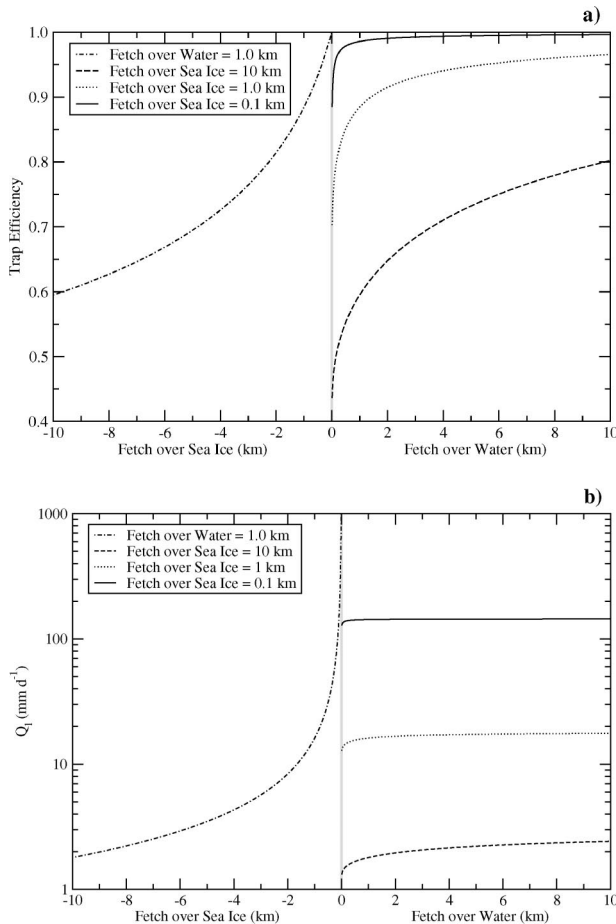 a)
1.0
0.9
0.8
0.7
0.6
0.5
0.4
Trap Efficiency
Fetch over Water = 1.0 km
Fetch over Sea Ice = 10 km
Fetch over Sea Ice = 1.0 km
Fetch over Sea Ice = 0.1 km
-10 -8 -6 -4 -2 0 2 4 6 8 10
Fetch over Sea Ice (km) Fetch over Water (km)
b)
1000
100
10
1
Q1 (mm d-1)
Fetch over Water = 1.0 km
Fetch over Sea Ice = 10 km
Fetch over Sea Ice = 1 km
Fetch over Sea Ice = 0.1 km
-10 -8 -6 -4 -2 0 2 4 6 8 10
Fetch over Sea Ice (km) Fetch over Water (km)